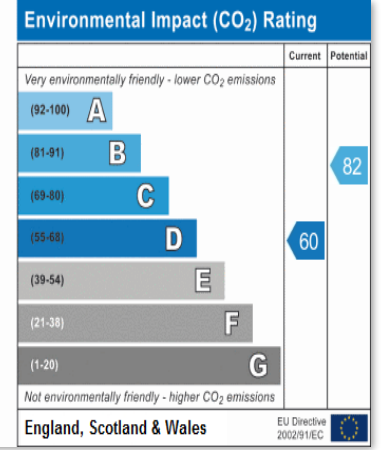 Environmental Impact (CO₂) Rating
Current Potential
Very environmentally friendly - lower CO₂ emissions
(92-100) A
(81-91) B
82
(69-80) C
(55-68) D
60
(39-54) E
(21-38) F
(1-20) G
Not environmentally friendly - higher CO₂ emissions
England, Scotland & Wales
EU Directive
2002/91/EC